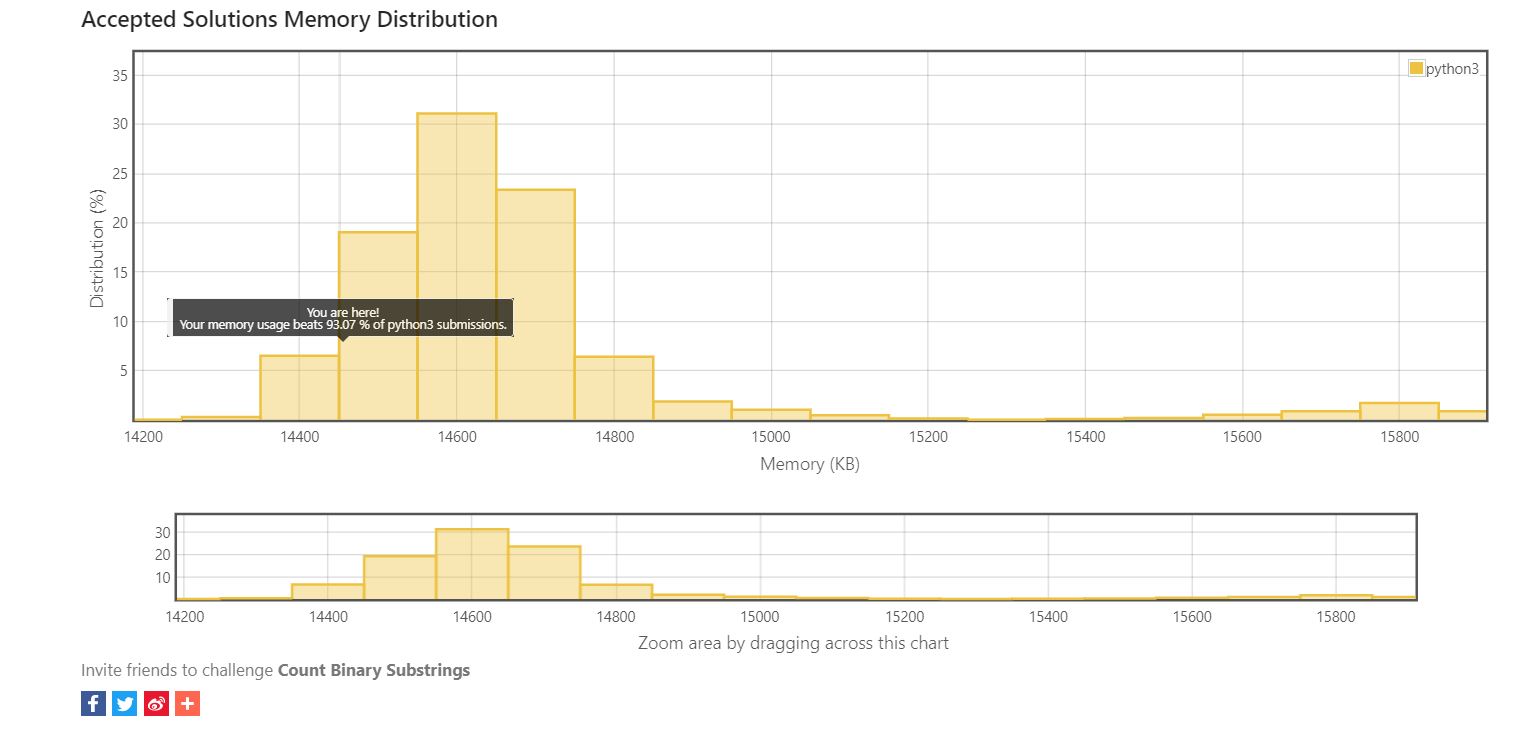 Accepted Solutions Memory Distribution
python3
35
30
25
20
15
10
5
Distribution (%)
You are here!
Your memory usage beats 93.07 % of python3 submissions.
14200 14400 14600 14800 15000 15200 15400 15600 15800
Memory (KB)
30
20
10
14200 14400 14600 14800 15000 15200 15400 15600 15800
Zoom area by dragging across this chart
Invite friends to challenge Count Binary Substrings